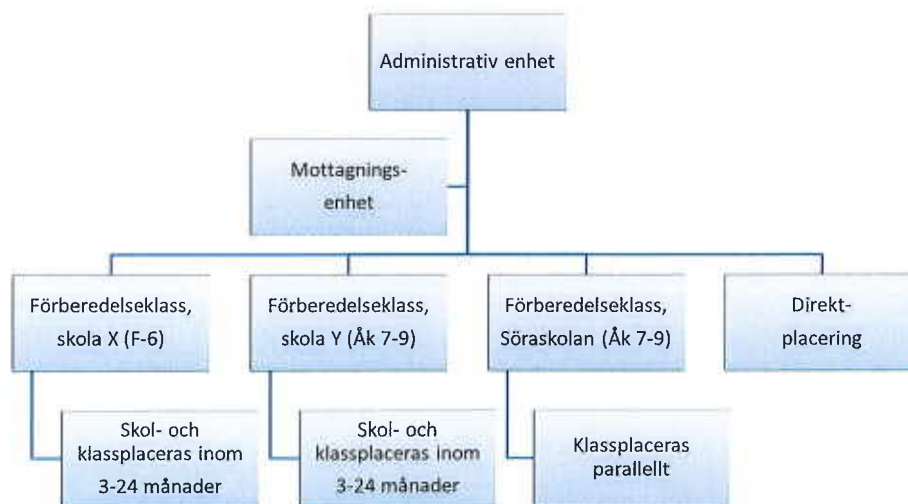 Administrativ enhet
Mottagnings-
enhet
Förberedelseklass,
skola X (F-6)
Förberedelseklass,
skola Y (Åk 7-9)
Förberedelseklass,
Söraskolan (Åk 7-9)
Direkt-
placering
Skol- och
klassplaceras inom
3-24 månader
Skol- och
klassplaceras inom
3-24 månader
Klassplaceras
parallellt